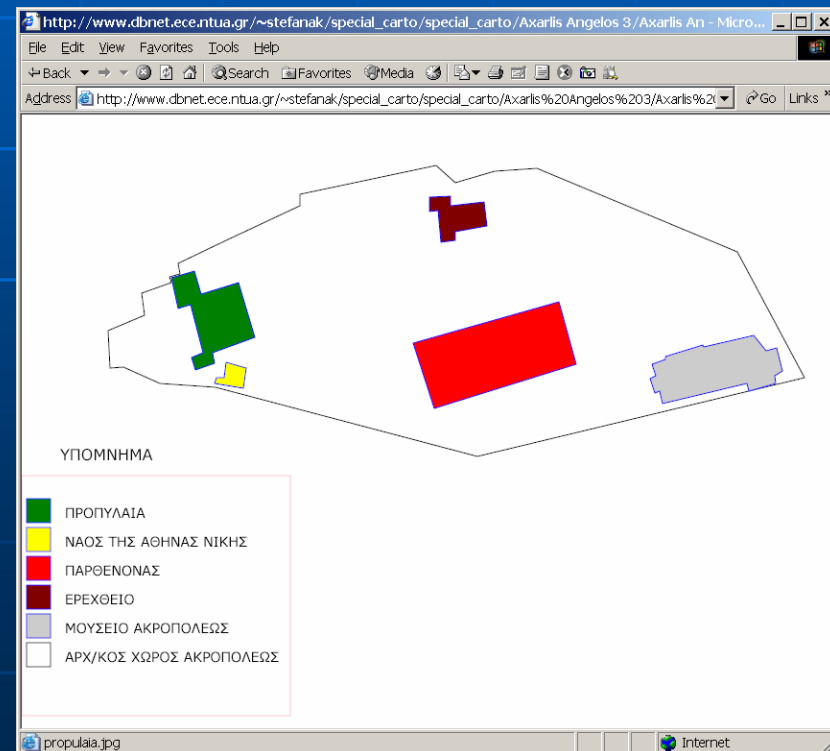 http://www.dbnet.ece.ntua.gr/~stefanak/special_carto/special_carto/Axarlis Angelos 3/Axarlis An - Micro...
File Edit View Favorites Tools Help
Back Search Favorites Media
Address http://www.dbnet.ece.ntua.gr/~stefanak/special_carto/special_carto/Axarlis%20Angelos%203/Axarlis%2 Go Links »
ΥΠΟΜΝΗΜΑ
ΠΡΟΠΥΛΑΙΑ
ΝΑΟΣ ΤΗΣ ΑΘΗΝΑΣ ΝΙΚΗΣ
ΠΑΡΘΕΝΟΝΑΣ
ΕΡΕΧΘΕΙΟ
ΜΟΥΣΕΙΟ ΑΚΡΟΠΟΛΕΩΣ
ΑΡΧ/ΚΟΣ ΧΩΡΟΣ ΑΚΡΟΠΟΛΕΩΣ
propulaia.jpg Internet